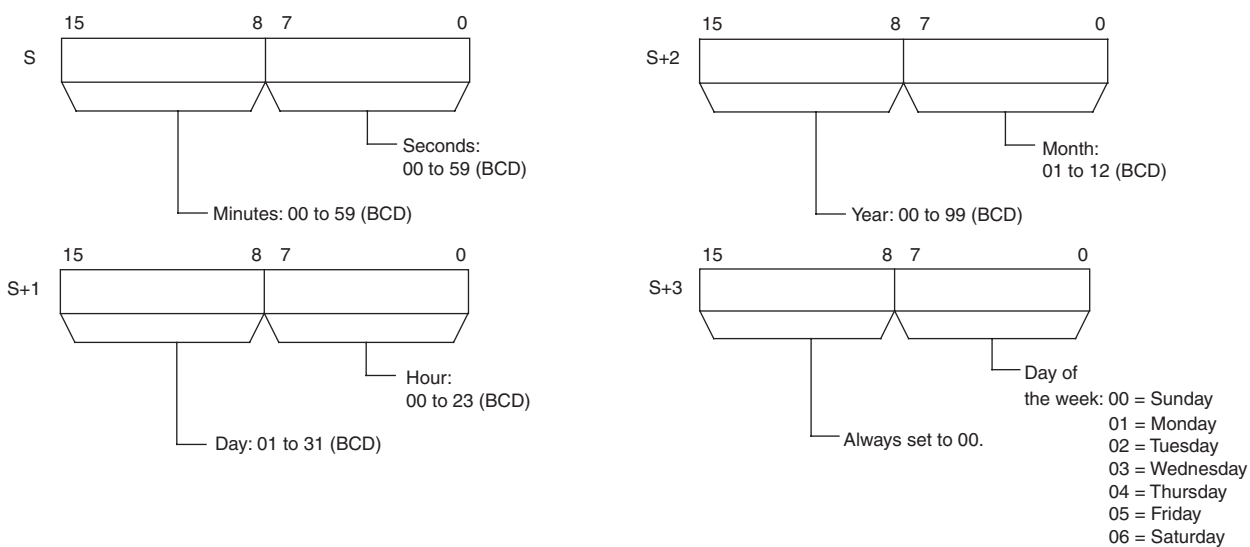 15 8 7 0
S
Seconds:
00 to 59 (BCD)
Minutes: 00 to 59 (BCD)
15 8 7 0
S+2
Month:
01 to 12 (BCD)
Year: 00 to 99 (BCD)
15 8 7 0
S+1
Hour:
00 to 23 (BCD)
Day: 01 to 31 (BCD)
15 8 7 0
S+3
Day of
the week: 00 = Sunday
01 = Monday
02 = Tuesday
03 = Wednesday
04 = Thursday
05 = Friday
06 = Saturday
Always set to 00.